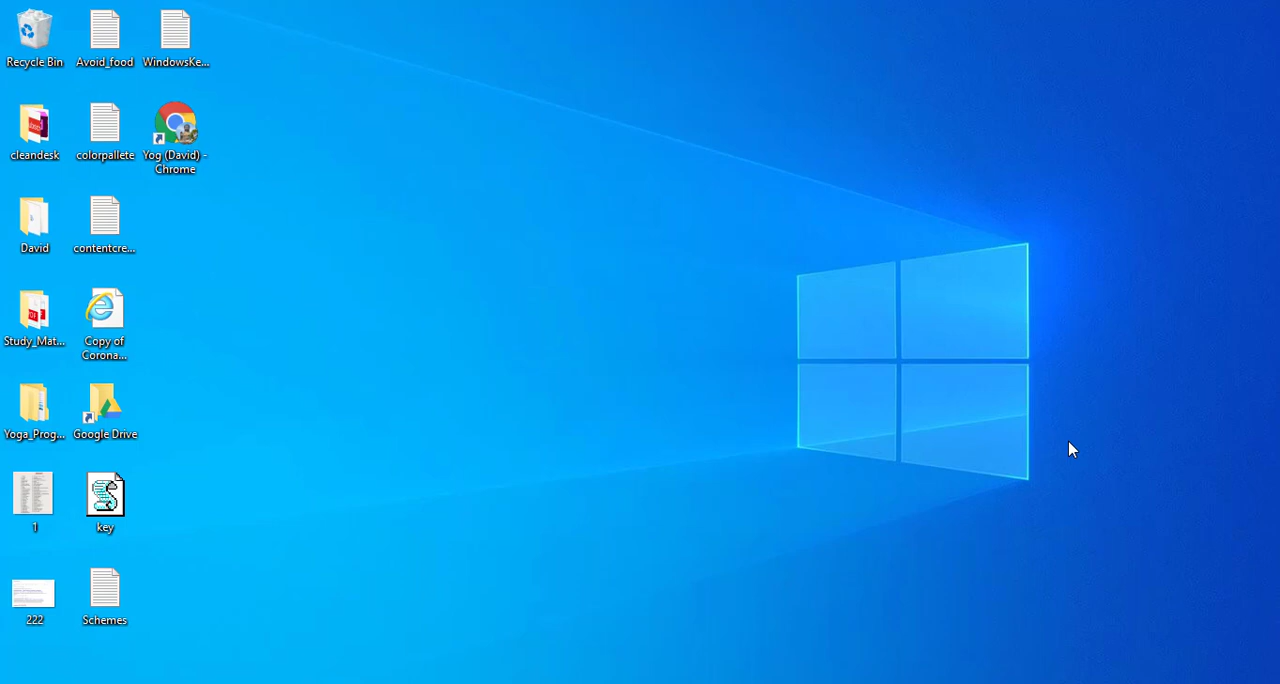 Recycle Bin
Avoid_food
WindowsKe...
cleandesk
colorpallete
Yog (David) -
Chrome
David
contentcre...
Study_Mat...
Copy of
Corona...
Yoga_Prog...
Google Drive
1
key
222
Schemes